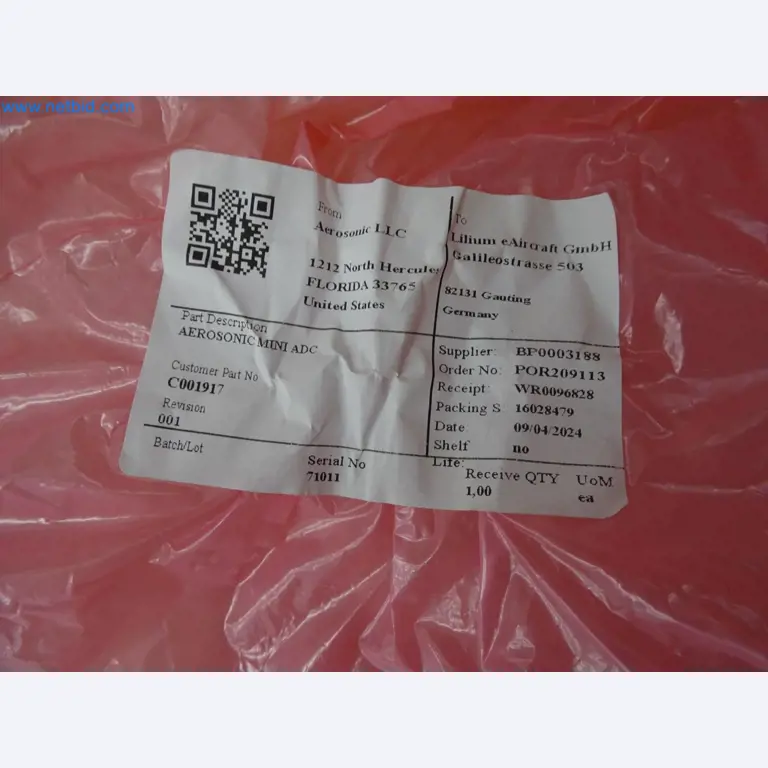 www.netbid.com
From
Aerosonic LLC
1212 North Hercules
FLORIDA 33765
United States
To
Lilium eAircraft GmbH
Galileostrasse 503
82131 Gauting
Germany
Part Description
AEROSONIC MINI ADC
Customer Part No
C001917
Revision
001
Supplier: BP0003188
Order No: POR209113
Receipt: WR0096828
Packing S 16028479
Date 09/04/2024
Shelf no
Life:
Batch/Lot
Serial No
71011
Receive QTY UoM
1,00 ea